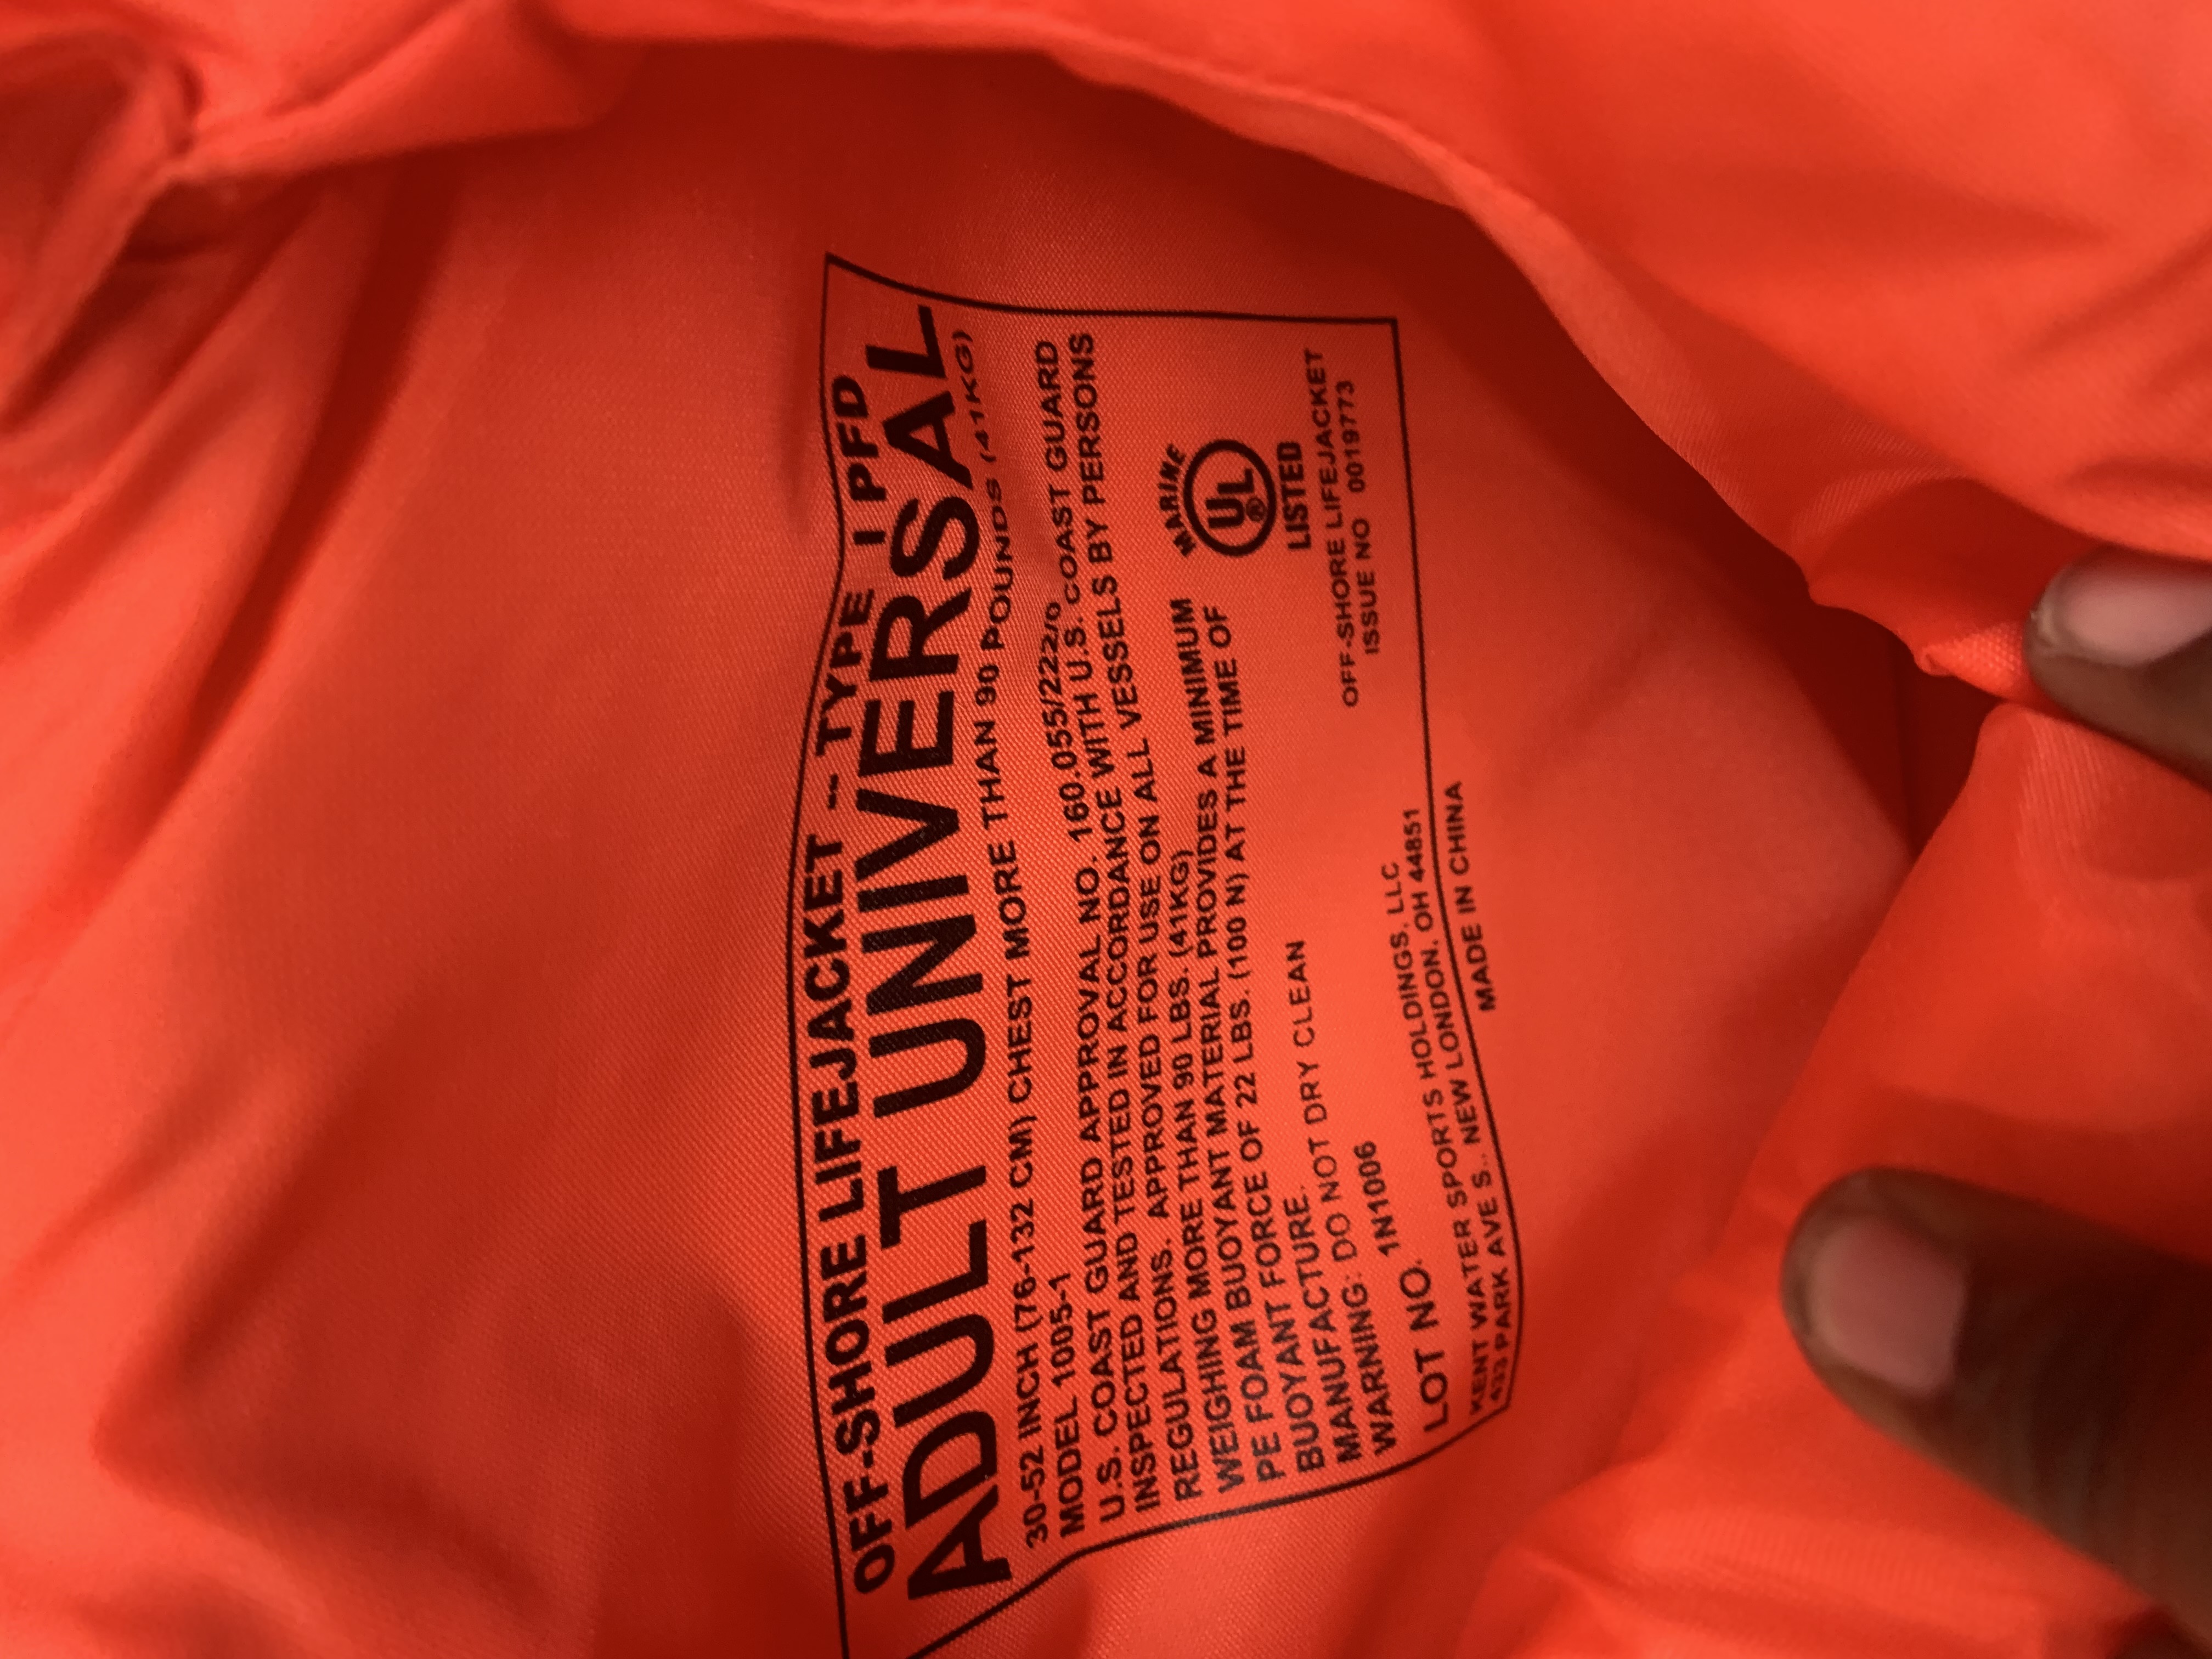 OFF-SHORE LIFEJACKET -- TYPE I PFD
ADULT UNIVERSAL
30-52 INCH (76-132 CM) CHEST MORE THAN 90 POUNDS (41KG)
MODEL 1005-1
U.S. COAST GUARD APPROVAL NO. 160.055/222/0
INSPECTED AND TESTED IN ACCORDANCE WITH U.S. COAST GUARD
REGULATIONS. APPROVED FOR USE ON ALL VESSELS BY PERSONS
WEIGHING MORE THAN 90 LBS. (41KG)
PE FOAM BUOYANT MATERIAL PROVIDES A MINIMUM
BUOYANT FORCE OF 22 LBS. (100 N) AT THE TIME OF
MANUFACTURE.
WARNING: DO NOT DRY CLEAN
MARINE
UL ®
LISTED
OFF-SHORE LIFEJACKET
ISSUE NO 0019773
LOT NO. 1N1006
KENT WATER SPORTS HOLDINGS, LLC
433 PARK AVE S., NEW LONDON, OH 44851
MADE IN CHINA